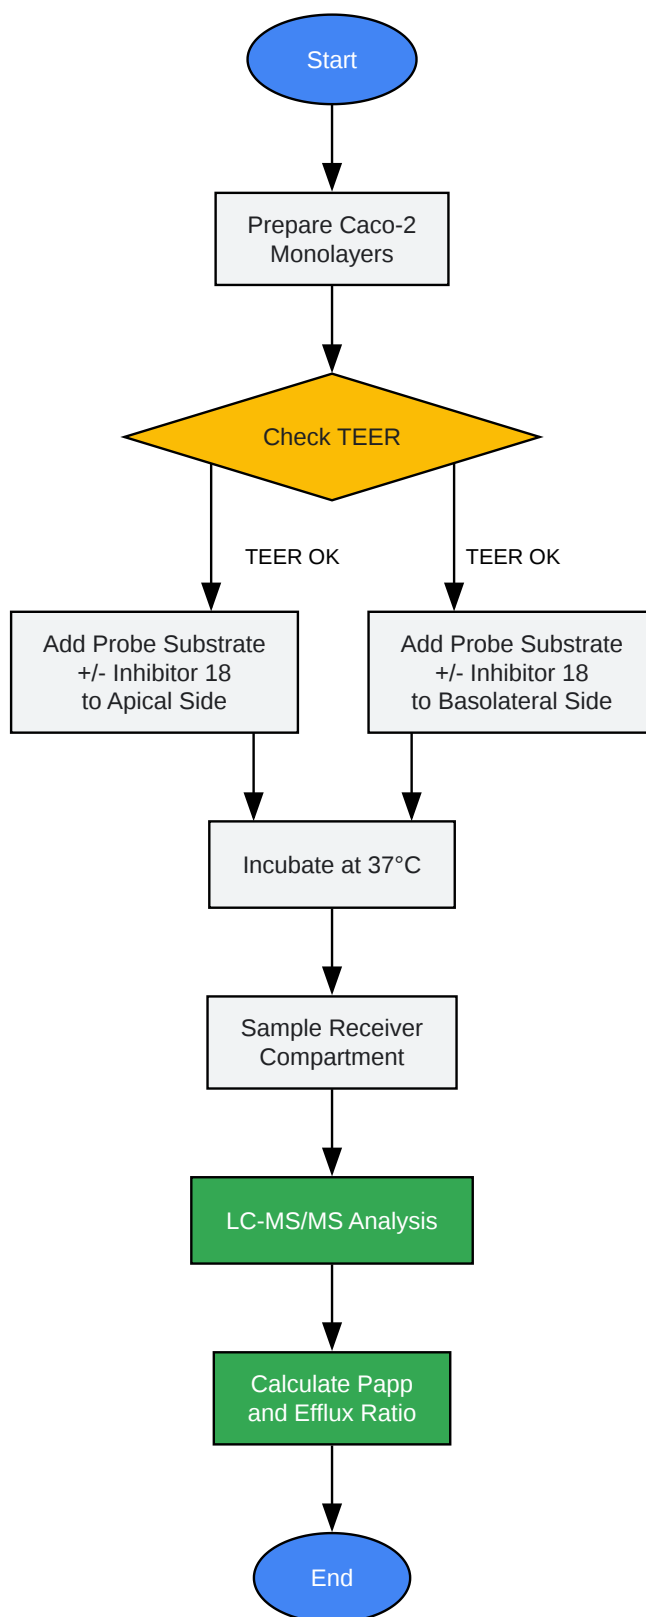 Start
Prepare Caco-2
Monolayers
Check TEER
TEER OK
TEER OK
Add Probe Substrate
+/- Inhibitor 18
to Apical Side
Add Probe Substrate
+/- Inhibitor 18
to Basolateral Side
Incubate at 37°C
Sample Receiver
Compartment
LC-MS/MS Analysis
Calculate Papp
and Efflux Ratio
End